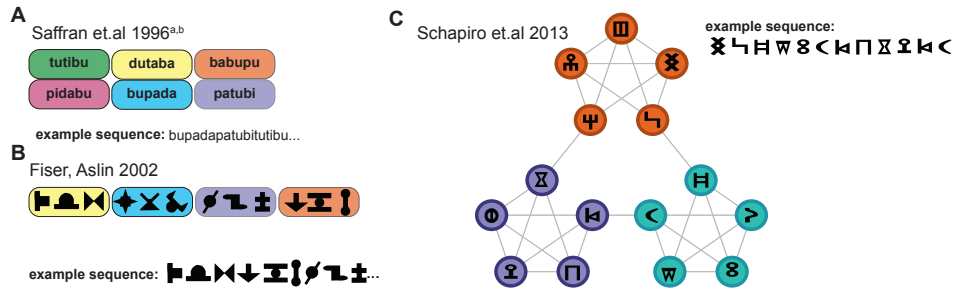 A
Saffran et.al 1996a,b
tutibu dutaba babupu
pidabu bupada patubi
example sequence: bupadapatubitutibu...
B
Fiser, Aslin 2002
example sequence: ...
C
Schapiro et.al 2013
example sequence: